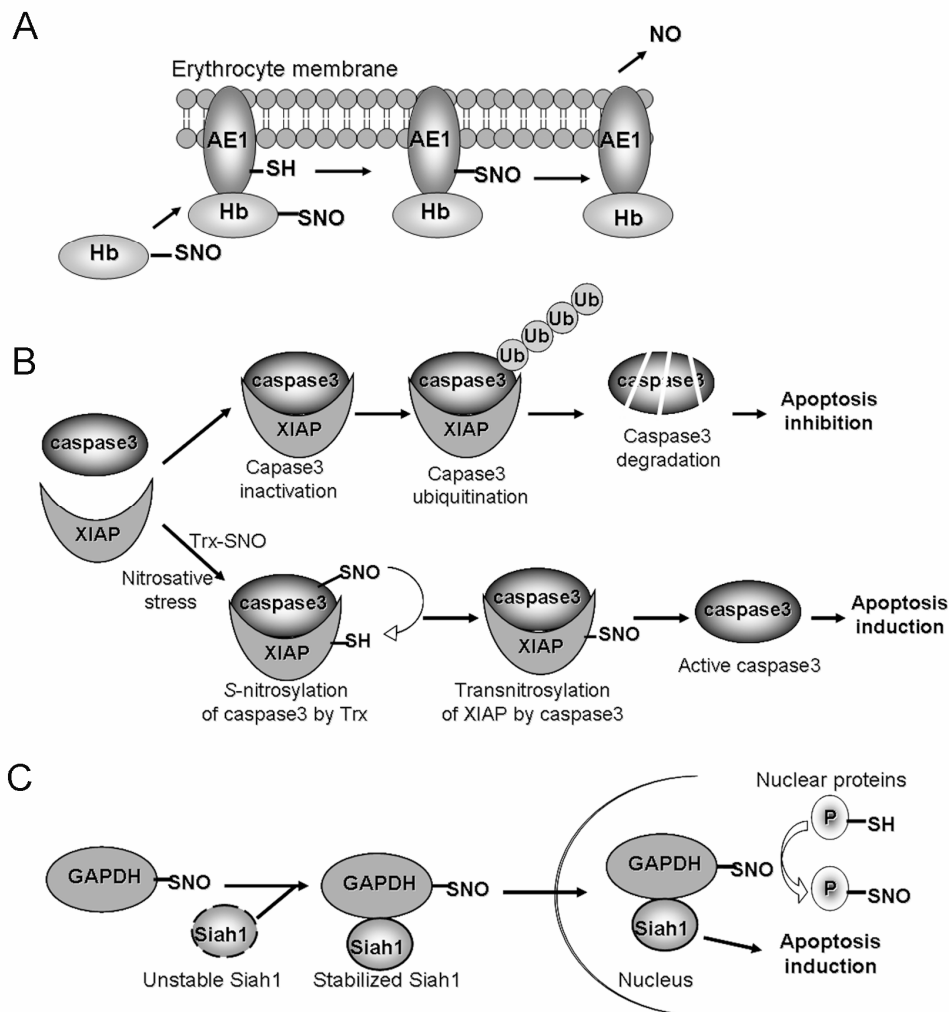 A
NO
Erythrocyte membrane
AE1
AE1
AE1
SH
SNO
Hb
SNO
Hb
Hb
Hb
SNO
B
Ub
Ub
Ub
Ub
caspase3
caspase3
caspase3
XIAP
XIAP
Apoptosis
inhibition
caspase3
Capase3
inactivation
Capase3
ubiquitination
Caspase3
degradation
XIAP
Trx-SNO
Nitrosative
stress
SNO
caspase3
SH
XIAP
caspase3
SNO
XIAP
caspase3
Apoptosis
induction
S-nitrosylation
of caspase3 by Trx
Transnitrosylation
of XIAP by caspase3
Active caspase3
C
Nuclear proteins
P
SH
GAPDH
SNO
GAPDH
SNO
GAPDH
SNO
P
SNO
Siah1
Siah1
Siah1
Apoptosis
induction
Unstable Siah1
Stabilized Siah1
Nucleus